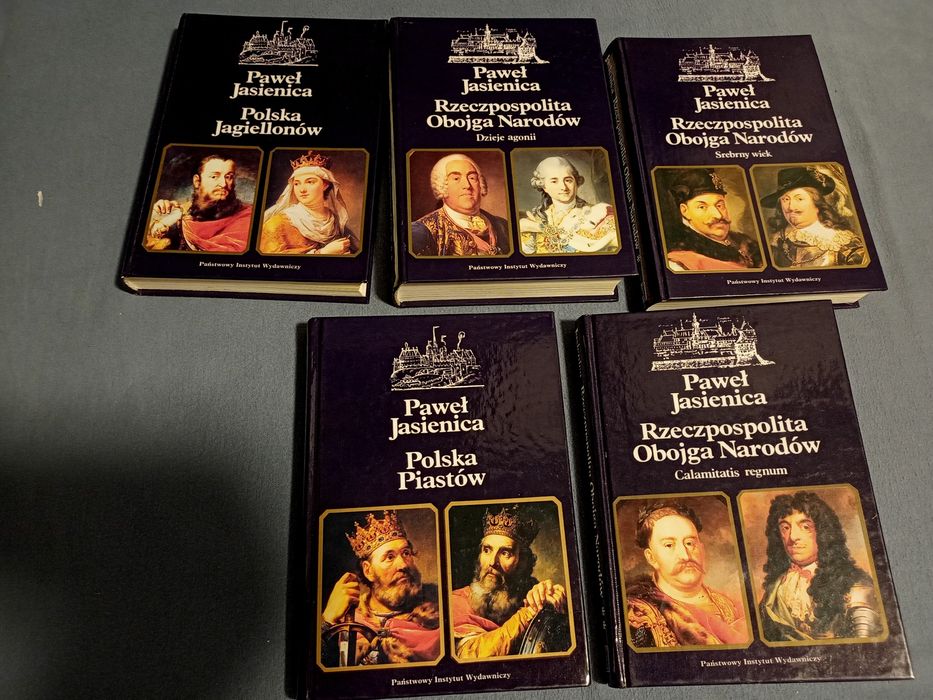 Paweł
Jasienica
Polska
Jagiellonów
Państwowy Instytut Wydawniczy
Paweł
Jasienica
Rzeczpospolita
Obojga Narodów
Dzieje agonii
Państwowy Instytut Wydawniczy
Paweł
Jasienica
Rzeczpospolita
Obojga Narodów
Srebrny wiek
Państwowy Instytut Wydawniczy
Paweł
Jasienica
Polska
Piastów
Państwowy Instytut Wydawniczy
Paweł
Jasienica
Rzeczpospolita
Obojga Narodów
Calamitatis regnum
Państwowy Instytut Wydawniczy